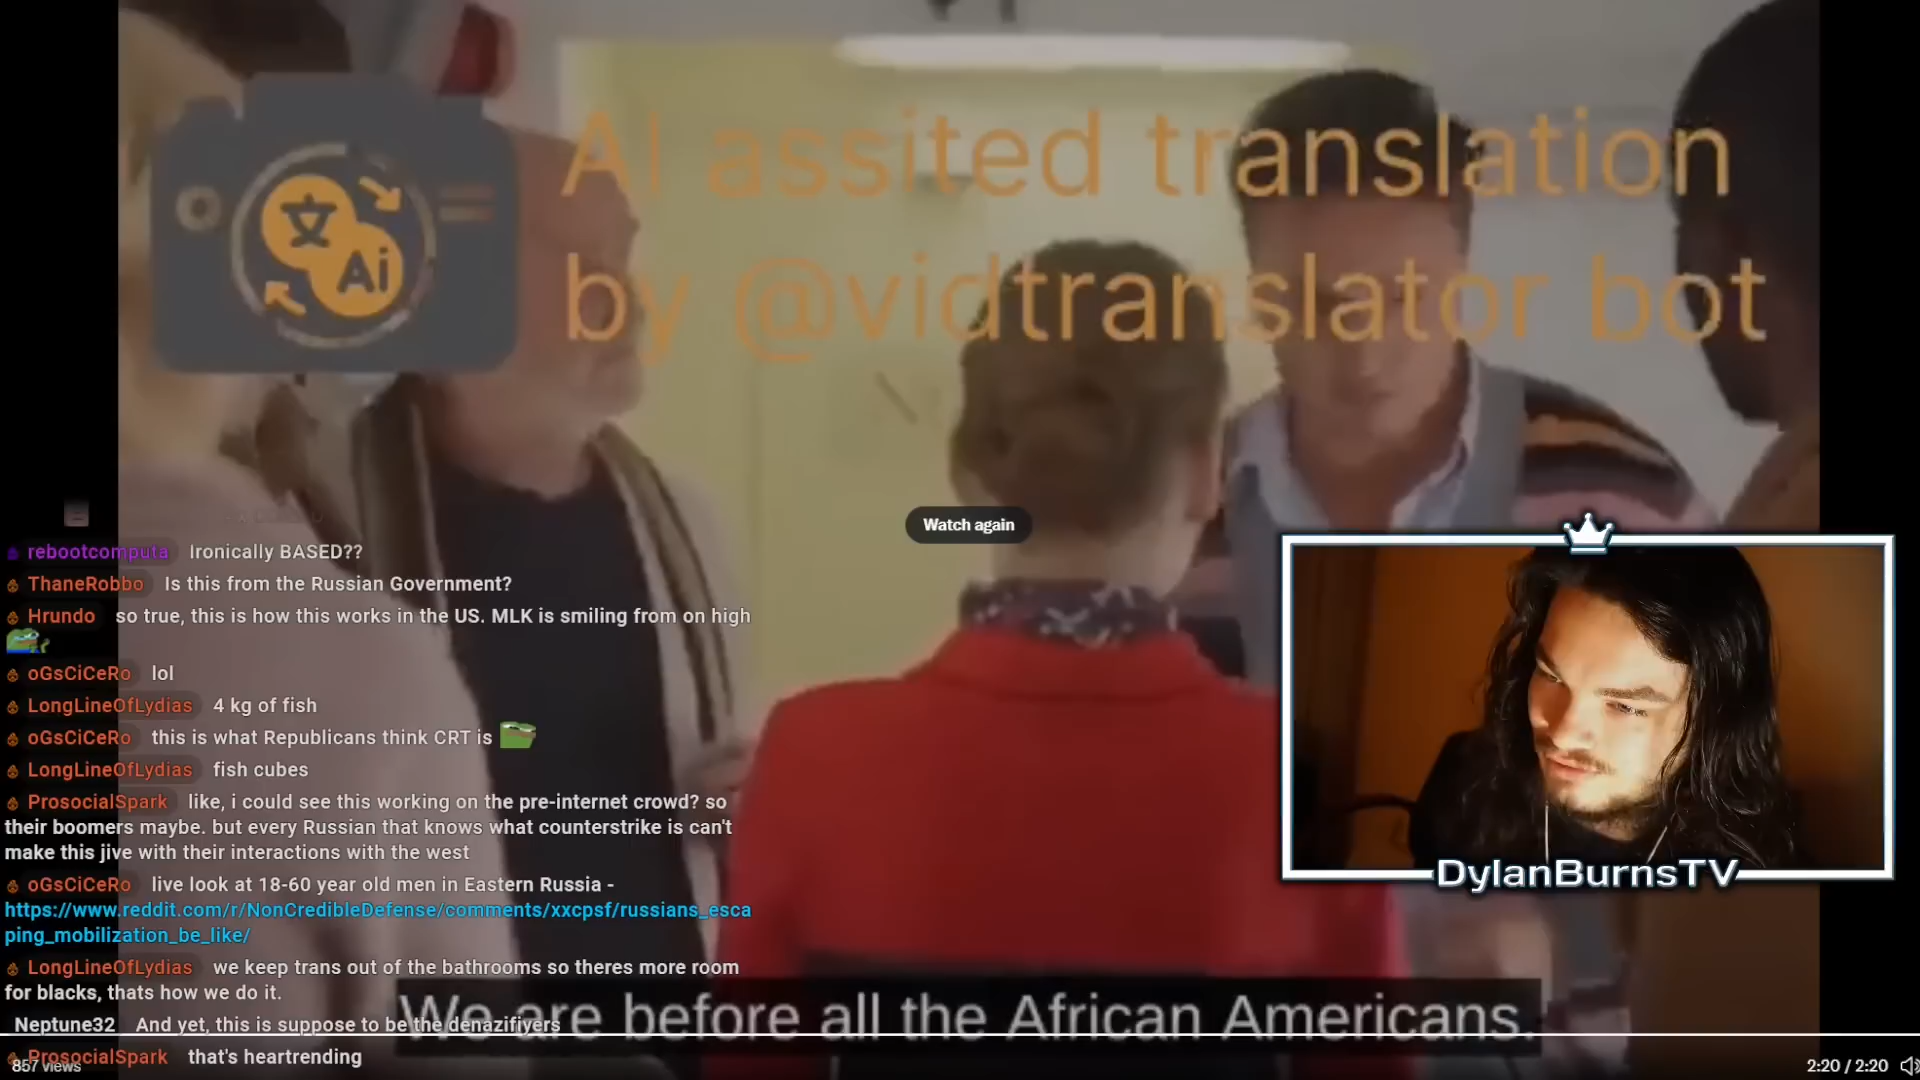 AI assited translation
by @vidtranslator bot
文
Ai
Watch again
rebootcomputa Ironically BASED??
ThaneRobbo Is this from the Russian Government?
Hrundo so true, this is how this works in the US. MLK is smiling from on high
oGsCiCeRo lol
LongLineOfLydias 4 kg of fish
oGsCiCeRo this is what Republicans think CRT is
LongLineOfLydias fish cubes
ProsocialSpark like, i could see this working on the pre-internet crowd? so
their boomers maybe. but every Russian that knows what counterstrike is can't
make this jive with their interactions with the west
oGsCiCeRo live look at 18-60 year old men in Eastern Russia -
https://www.reddit.com/r/NonCredibleDefense/comments/xxcpsf/russians_esca
ping_mobilization_be_like/
LongLineOfLydias we keep trans out of the bathrooms so theres more room
for blacks, thats how we do it.
Neptune32 And yet, this is suppose to be the denazifiyers
ProsocialSpark that's heartrending
DylanBurnsTV
We are before all the African Americans.
857 views
2:20 / 2:20